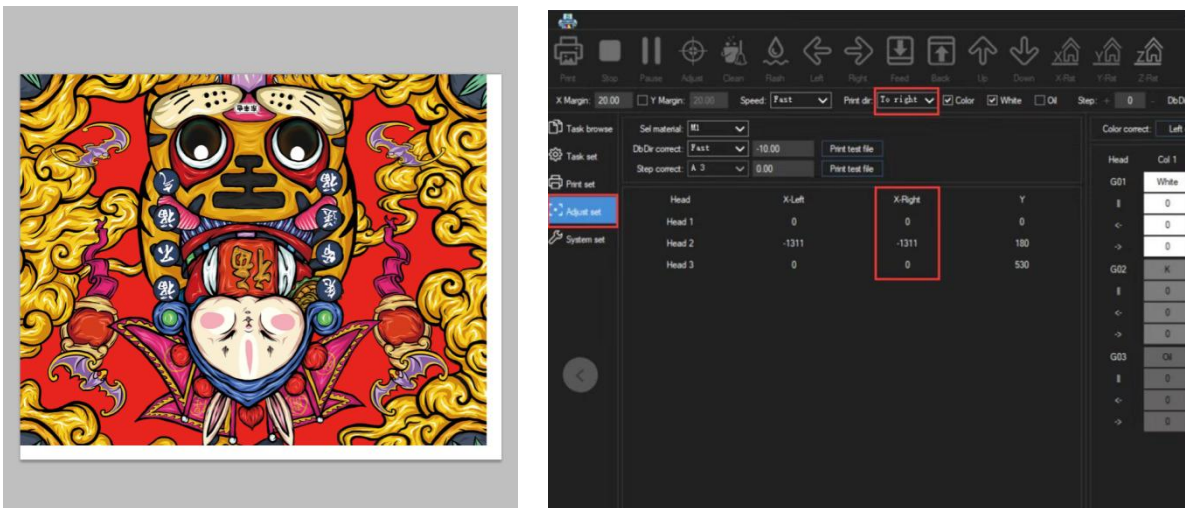 Print Stop Pause Adjust Clean Flash Left Right Feed Back Up Down X-Rst Y-Rst Z-Rst
X Margin: 20.00 Y Margin: 20.00 Speed: Fast Print dir: To right Color White Oil Step: + 0 - DbDi
Task browse
Task set
Print set
Adjust set
System set
Sel material: M1
DbDir correct: Fast -10.00 Print test file
Step correct: A 3 0.00 Print test file
Head X-Left X-Right Y
Head 1 0 0 0
Head 2 -1311 -1311 180
Head 3 0 0 530
Color correct: Left
Head Col 1
G01 White
|| 0
<- 0
-> 0
G02 K
|| 0
<- 0
-> 0
G03 Oil
|| 0
<- 0
-> 0
福